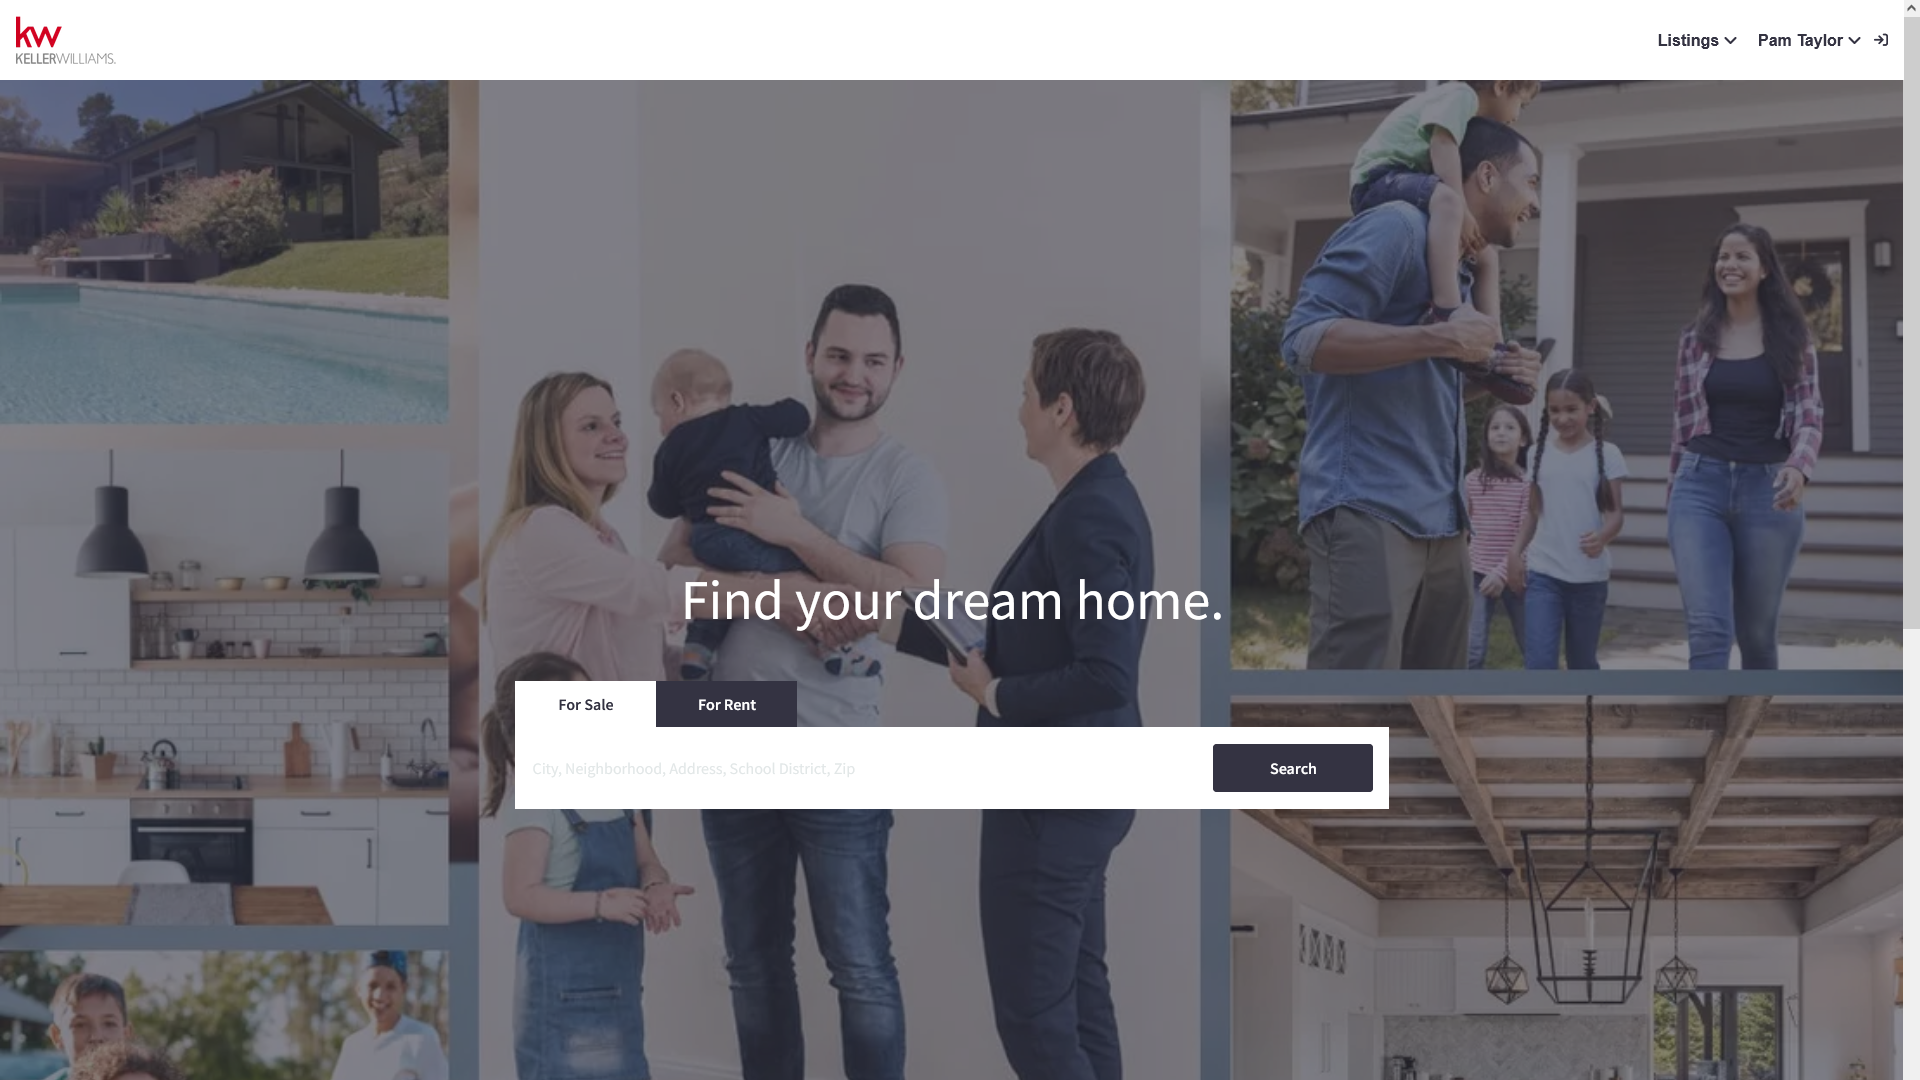 kw
KELLERWILLIAMS.
Listings
Pam Taylor
Find your dream home.
For Sale
For Rent
City, Neighborhood, Address, School District, Zip
Search